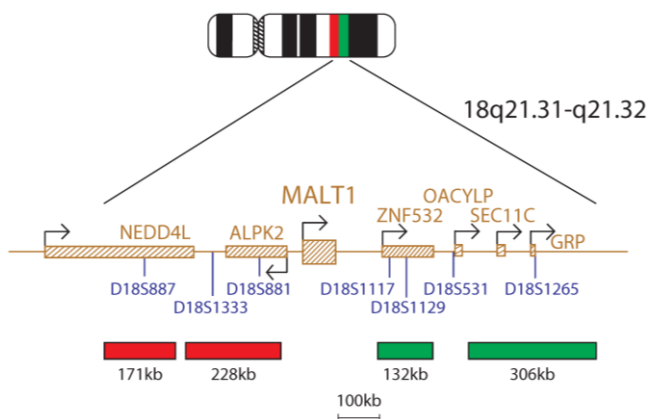 18q21.31-q21.32
MALT1
OACYLP
NEDD4L ALPK2 ZNF532 SEC11C
GRP
D18S887 D18S881 D18S1117 D18S531 D18S1265
D18S1333 D18S1129
171kb 228kb 132kb 306kb
100kb